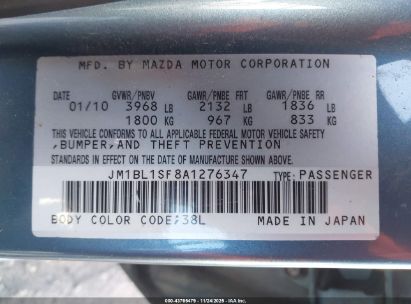 MFD. BY MAZDA MOTOR CORPORATION
DATE GVWR/PNBV GAWR/PNBE FRT GAWR/PNBE RR
01/10 3968 LB 2132 LB 1836 LB
1800 KG 967 KG 833 KG
THIS VEHICLE CONFORMS TO ALL APPLICABLE FEDERAL MOTOR VEHICLE SAFETY
,BUMPER,AND THEFT PREVENTION
STANDARDS IN EFFECT ON THE DATE OF MANUFACTURE SHOWN ABOVE.
JM1BL1SF8A1276347 TYPE: PASSENGER
BODY COLOR CODE:38L MADE IN JAPAN